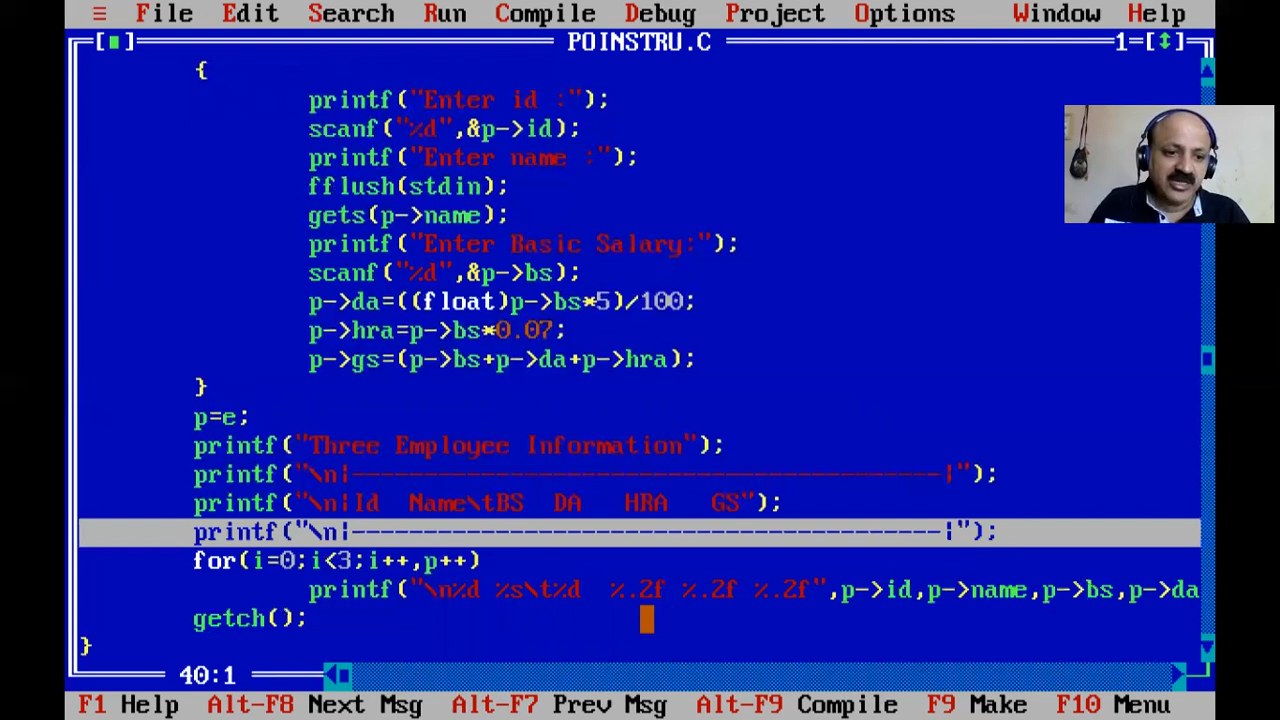 ≡ File Edit Search Run Compile Debug Project Options Window Help
[■] POINSTRU.C 1=[↕]
{
printf("Enter id :");
scanf("%d",&p->id);
printf("Enter name :");
fflush(stdin);
gets(p->name);
printf("Enter Basic Salary:");
scanf("%d",&p->bs);
p->da=((float)p->bs*5)/100;
p->hra=p->bs*0.07;
p->gs=(p->bs+p->da+p->hra);
}
p=e;
printf("Three Employee Information");
printf("\n|-----------------------------------------|");
printf("\n|Id  Name\tBS  DA   HRA   GS");
printf("\n|-----------------------------------------|");
for(i=0;i<3;i++,p++)
printf("\n%d %s\t%d  %.2f %.2f %.2f",p->id,p->name,p->bs,p->da
getch();
}
40:1
F1 Help Alt-F8 Next Msg Alt-F7 Prev Msg Alt-F9 Compile F9 Make F10 Menu